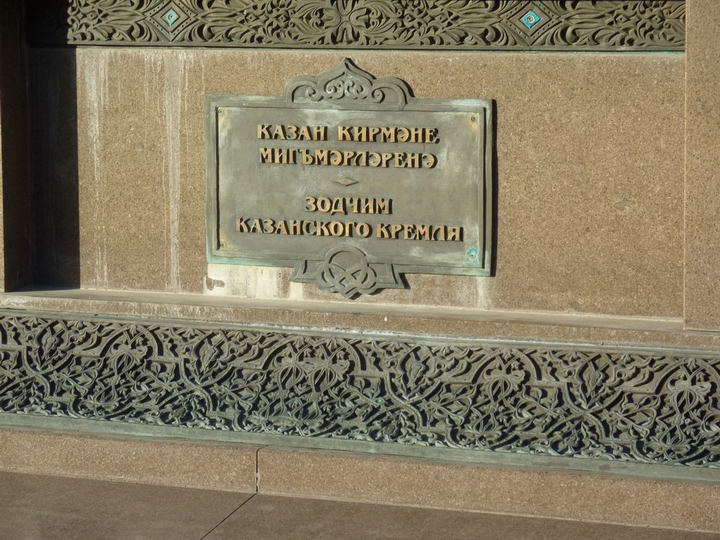 КАЗАН КИРМӘНЕ
МИГЪМӘРЛӘРЕНӘ
ЗОДЧИМ
КАЗАНСКОГО КРЕМЛЯ